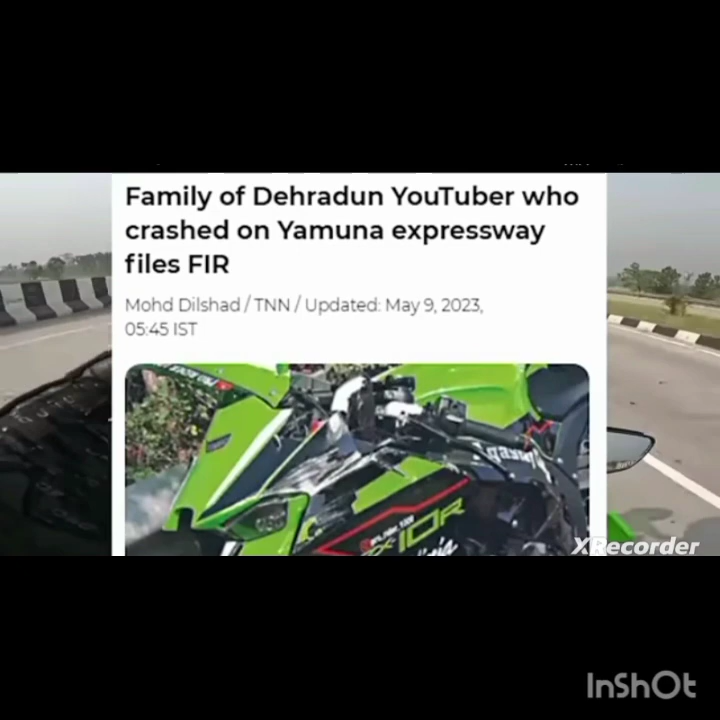 Family of Dehradun YouTuber who
crashed on Yamuna expressway
files FIR
Mohd Dilshad / TNN / Updated: May 9, 2023,
05:45 IST
10R
XRecorder
InShOt